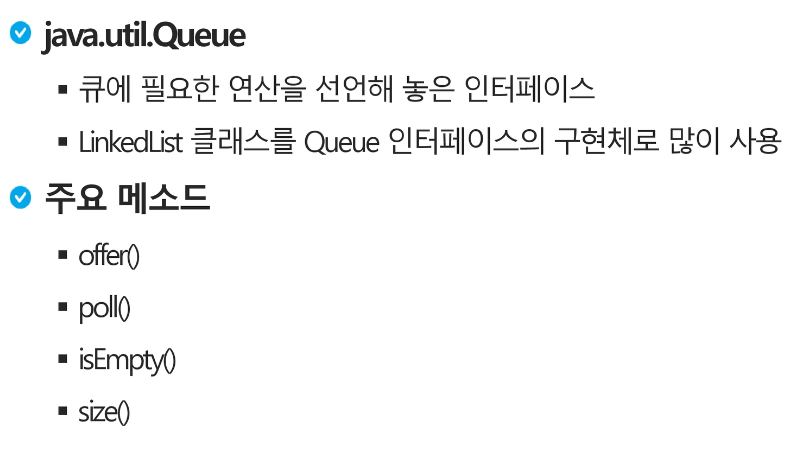 java.util.Queue
큐에 필요한 연산을 선언해 놓은 인터페이스
LinkedList 클래스를 Queue 인터페이스의 구현체로 많이 사용
주요 메소드
offer()
poll()
isEmpty()
size()